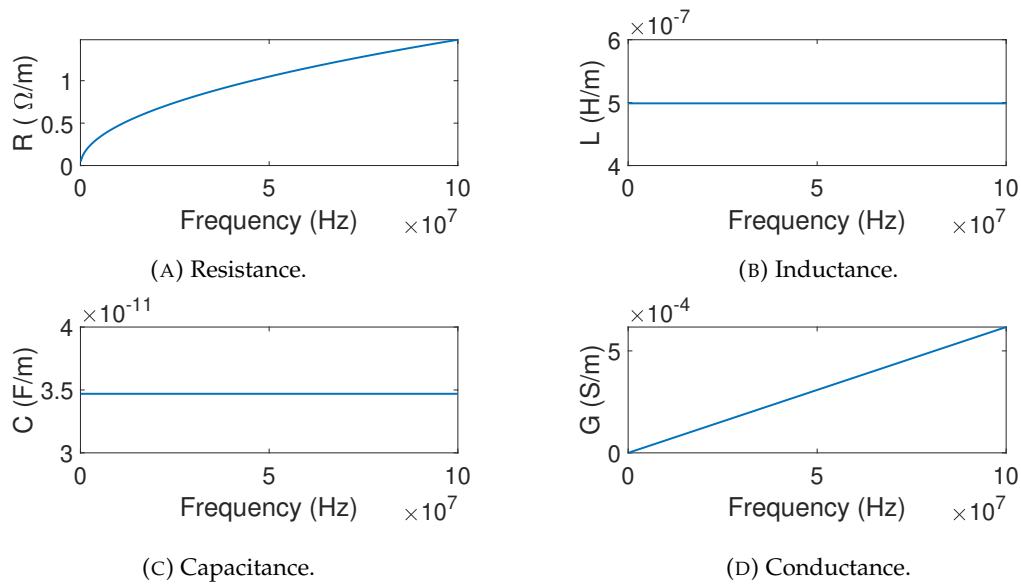 R ( Ω/m)
1
0.5
0
0 5 10
Frequency (Hz) ×10^7
(A) Resistance.
×10^-7
L (H/m)
6
5
4
0 5 10
Frequency (Hz) ×10^7
(B) Inductance.
×10^-11
C (F/m)
4
3.5
3
0 5 10
Frequency (Hz) ×10^7
(C) Capacitance.
×10^-4
G (S/m)
5
0
0 5 10
Frequency (Hz) ×10^7
(D) Conductance.